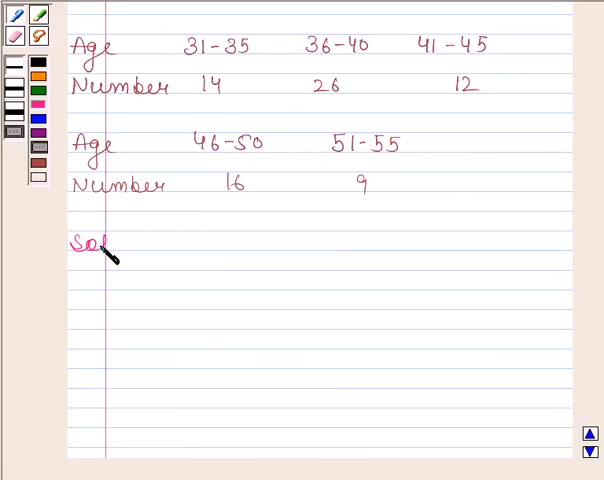 Age 31-35 36-40 41-45
Number 14 26 12
Age 46-50 51-55
Number 16 9
Sol